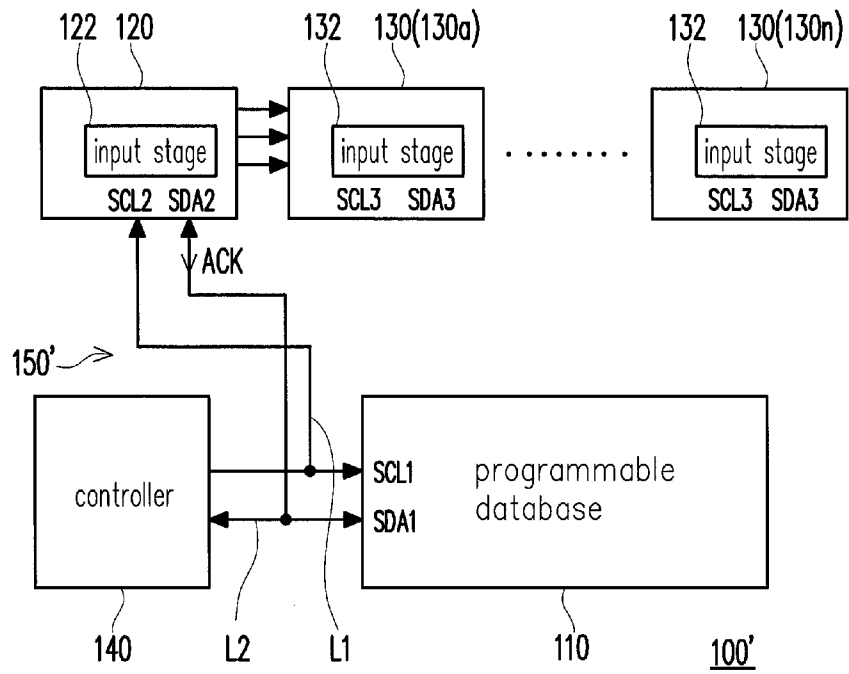 122 120 132 130(130a) 132 130(130n)
input stage input stage input stage
SCL2 SDA2 SCL3 SDA3 SCL3 SDA3
ACK
150'
controller SCL1 programmable
database
SDA1
140 L2 L1 110 100'